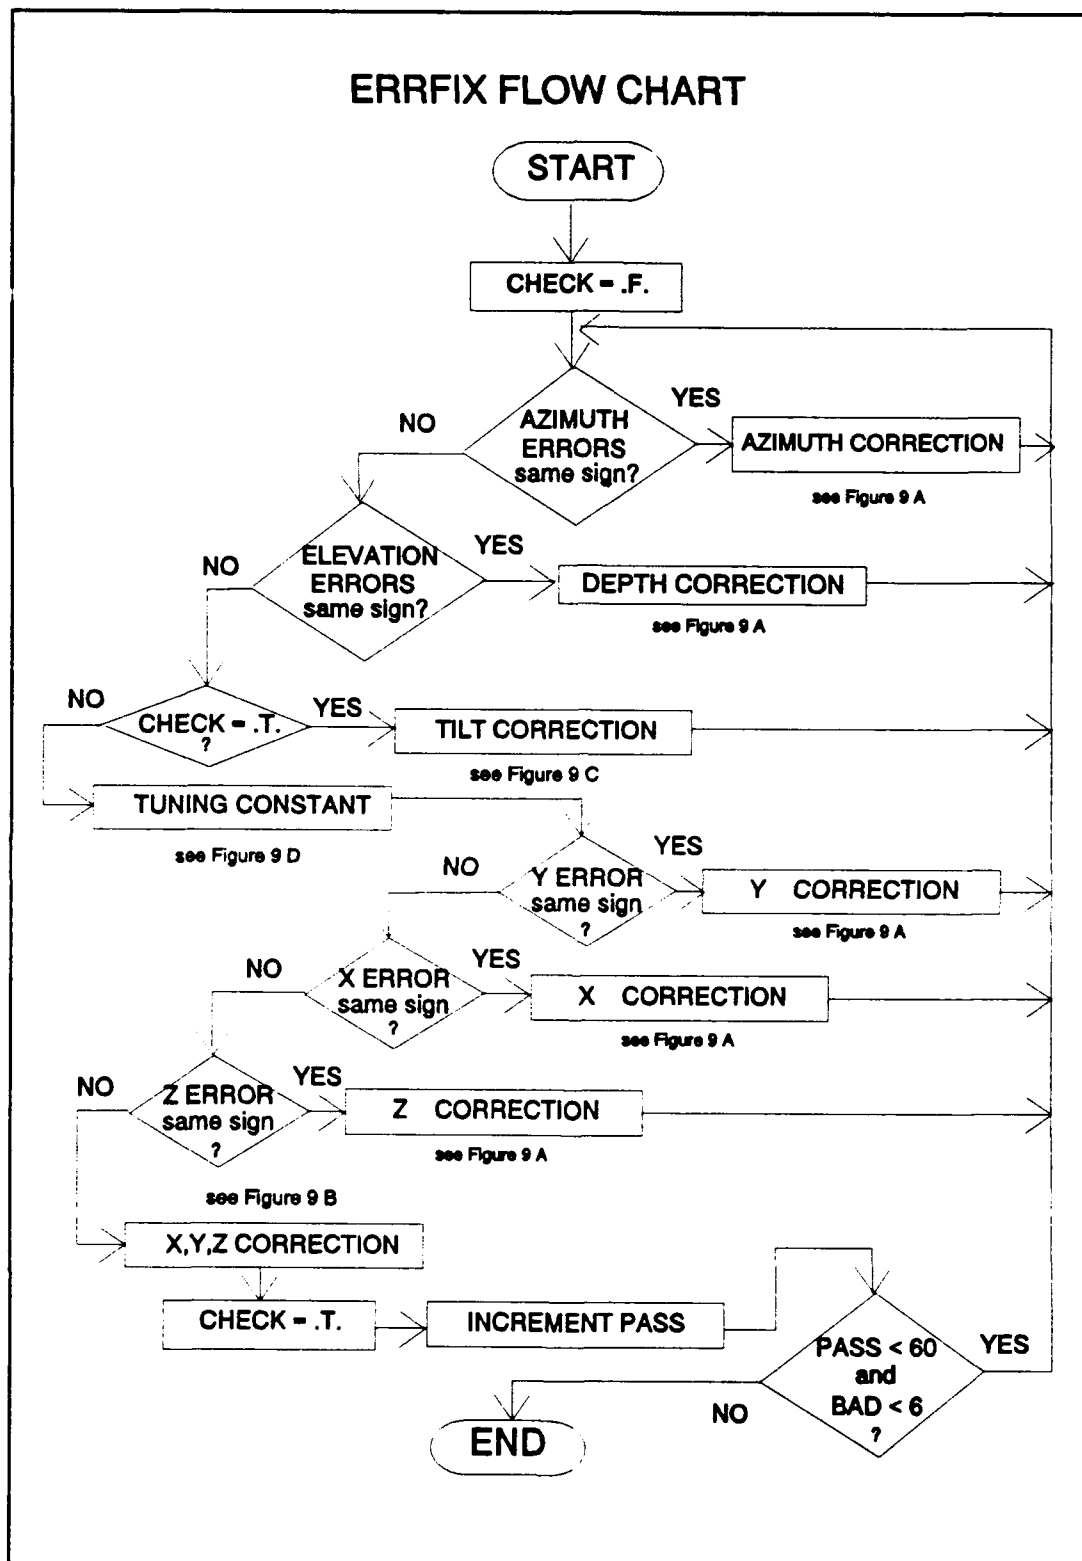 ERRFIX FLOW CHART
START
CHECK = .F.
NO
AZIMUTH
ERRORS
same sign?
YES
AZIMUTH CORRECTION
see Figure 9 A
NO
ELEVATION
ERRORS
same sign?
YES
DEPTH CORRECTION
see Figure 9 A
NO
CHECK = .T.
?
YES
TILT CORRECTION
see Figure 9 C
TUNING CONSTANT
see Figure 9 D
NO
Y ERROR
same sign
?
YES
Y CORRECTION
see Figure 9 A
NO
X ERROR
same sign
?
YES
X CORRECTION
see Figure 9 A
NO
Z ERROR
same sign
?
YES
Z CORRECTION
see Figure 9 A
see Figure 9 B
X,Y,Z CORRECTION
CHECK = .T.
INCREMENT PASS
PASS < 60
and
BAD < 6
?
YES
NO
END